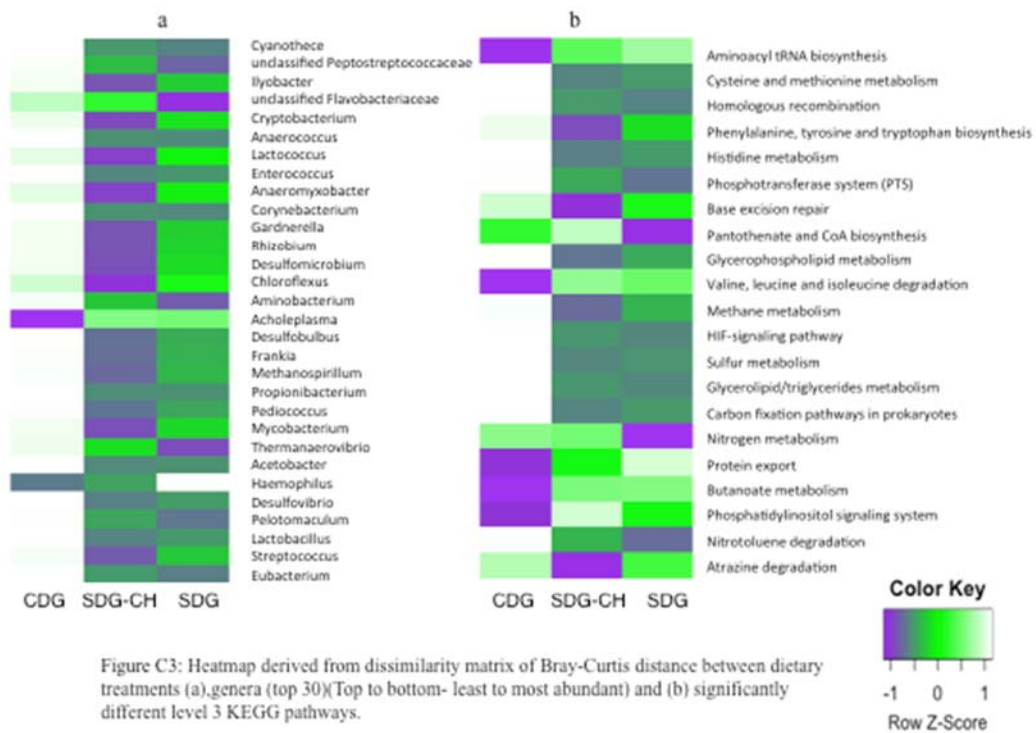 a
b
Cyanothece
unclassified Peptostreptococcaceae
Ilyobacter
unclassified Flavobacteriaceae
Cryptobacterium
Anaerococcus
Lactococcus
Enterococcus
Anaeromyxobacter
Corynebacterium
Gardnerella
Rhizobium
Desulfomicrobium
Chloroflexus
Aminobacterium
Acholeplasma
Desulfobulbus
Frankia
Methanospirillum
Propionibacterium
Pediococcus
Mycobacterium
Thermanaerovibrio
Acetobacter
Haemophilus
Desulfovibrio
Pelotomaculum
Lactobacillus
Streptococcus
Eubacterium
CDG SDG-CH SDG
Aminoacyl tRNA biosynthesis
Cysteine and methionine metabolism
Homologous recombination
Phenylalanine, tyrosine and tryptophan biosynthesis
Histidine metabolism
Phosphotransferase system (PTS)
Base excision repair
Pantothenate and CoA biosynthesis
Glycerophospholipid metabolism
Valine, leucine and isoleucine degradation
Methane metabolism
HIF-signaling pathway
Sulfur metabolism
Glycerolipid/triglycerides metabolism
Carbon fixation pathways in prokaryotes
Nitrogen metabolism
Protein export
Butanoate metabolism
Phosphatidylinositol signaling system
Nitrotoluene degradation
Atrazine degradation
CDG SDG-CH SDG
Color Key
-1 0 1
Row Z-Score
Figure C3: Heatmap derived from dissimilarity matrix of Bray-Curtis distance between dietary
treatments (a),genera (top 30)(Top to bottom- least to most abundant) and (b) significantly
different level 3 KEGG pathways.